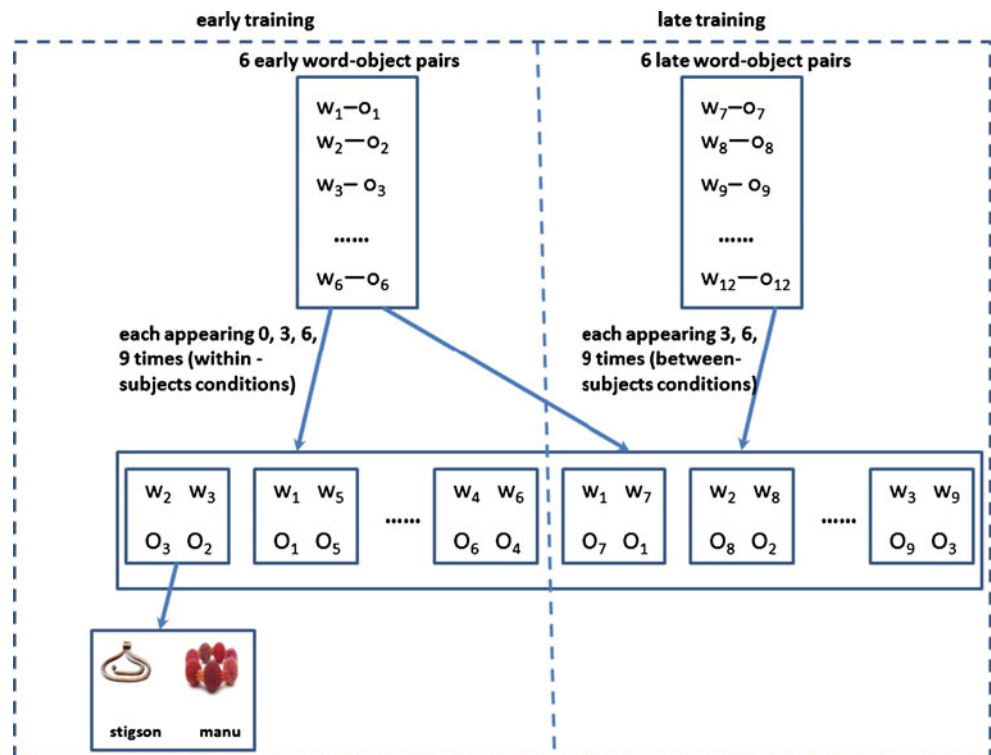 early training
late training
6 early word-object pairs
6 late word-object pairs
w₁—o₁
w₂—o₂
w₃—o₃
......
w₆—o₆
w₇—o₇
w₈—o₈
w₉—o₉
......
w₁₂—o₁₂
each appearing 0, 3, 6,
9 times (within -
subjects conditions)
each appearing 3, 6,
9 times (between-
subjects conditions)
w₂ w₃
O₃ O₂
w₁ w₅
O₁ O₅
......
w₄ w₆
O₆ O₄
w₁ w₇
O₇ O₁
w₂ w₈
O₈ O₂
......
w₃ w₉
O₉ O₃
stigson manu